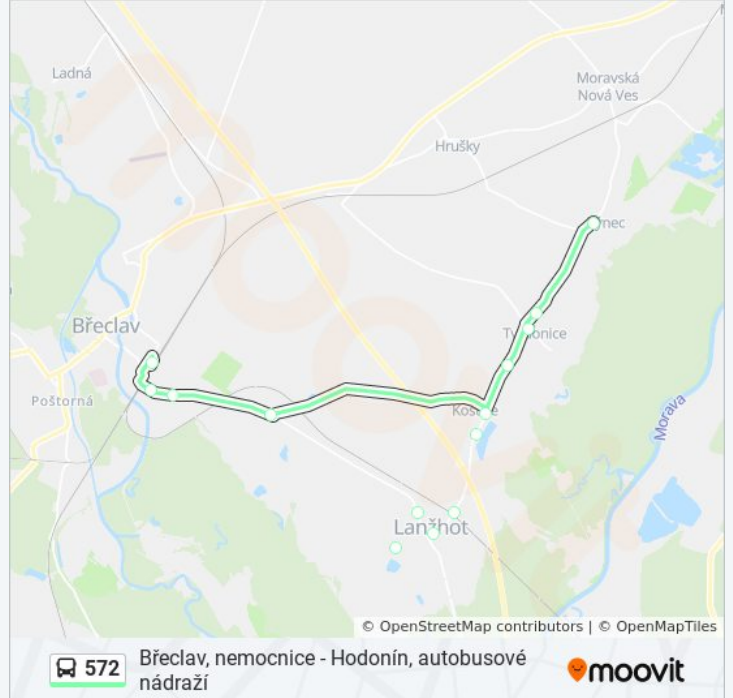 Ladná
Moravská
Nová Ves
Hrušky
Břeclav
Poštorná
Morava
Lanžhot
© OpenStreetMap contributors | © OpenMapTiles
572
Břeclav, nemocnice - Hodonín, autobusové
nádraží
moovit